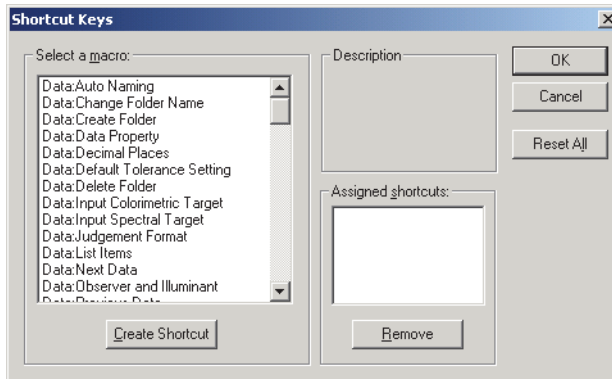 Shortcut Keys
Select a macro:
Data:Auto Naming
Data:Change Folder Name
Data:Create Folder
Data:Data Property
Data:Decimal Places
Data:Default Tolerance Setting
Data:Delete Folder
Data:Input Colorimetric Target
Data:Input Spectral Target
Data:Judgement Format
Data:List Items
Data:Next Data
Data:Observer and Illuminant
Data:Previous Data
Create Shortcut
Description
Assigned shortcuts:
Remove
OK
Cancel
Reset All